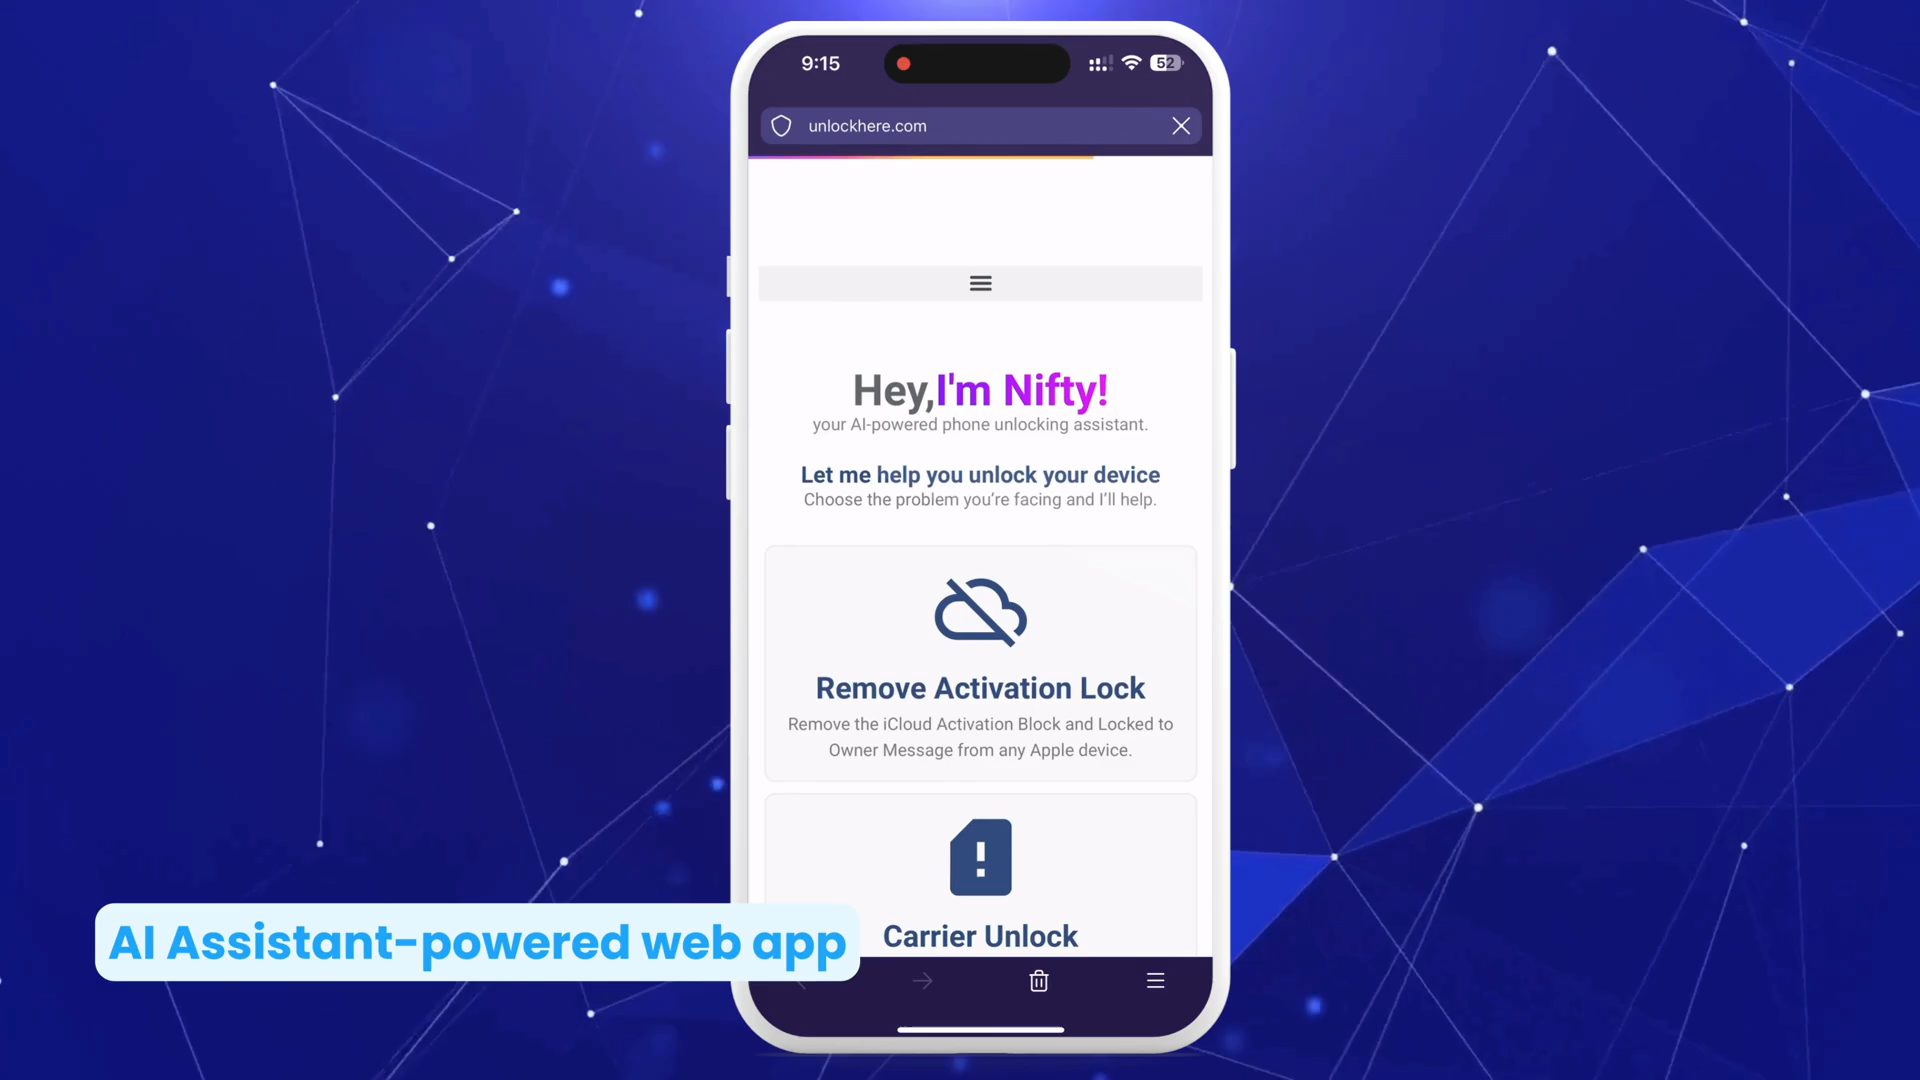 9:15
52
unlockhere.com
Hey,I'm Nifty!
your AI-powered phone unlocking assistant.
Let me help you unlock your device
Choose the problem you're facing and I'll help.
Remove Activation Lock
Remove the iCloud Activation Block and Locked to
Owner Message from any Apple device.
Carrier Unlock
AI Assistant-powered web app